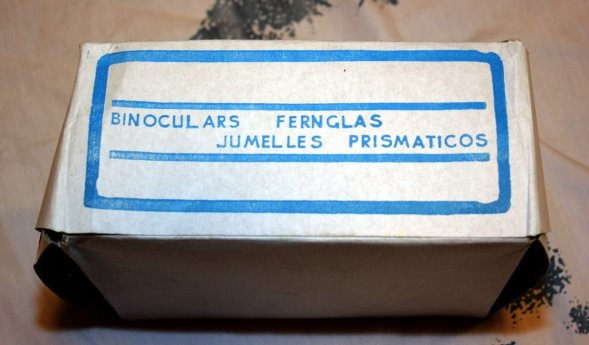 BINOCULARS FERNGLAS
JUMELLES PRISMATICOS